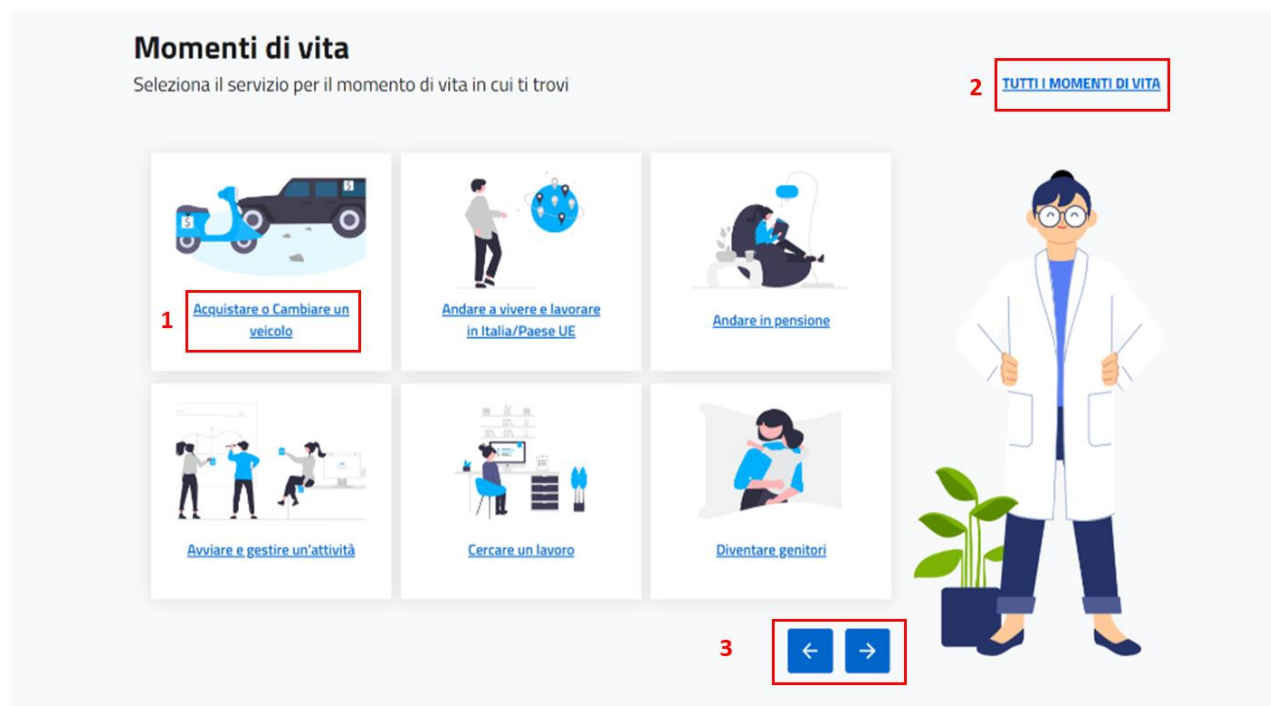 Momenti di vita
Seleziona il servizio per il momento di vita in cui ti trovi
2
TUTTI I MOMENTI DI VITA
$
$
1
Acquistare o Cambiare un
veicolo
Andare a vivere e lavorare
in Italia/Paese UE
Andare in pensione
Avviare e gestire un'attività
Cercare un lavoro
Diventare genitori
3